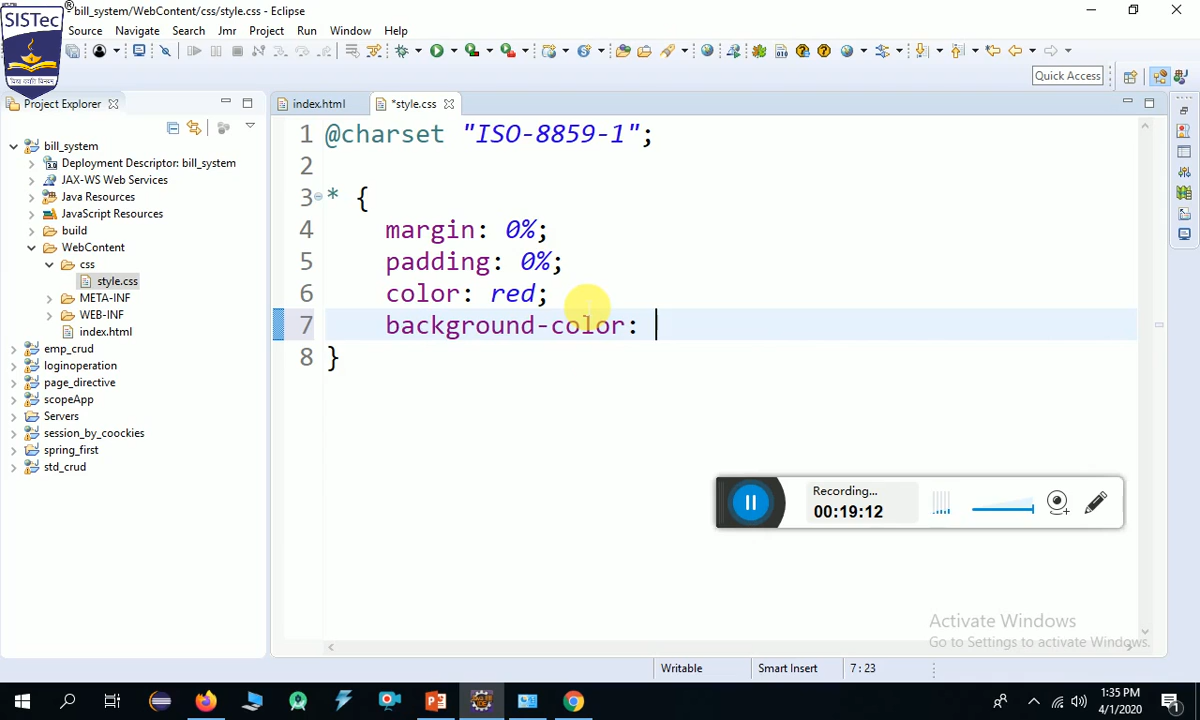 SISTec
®
विद्या ददाति विनयम्
bill_system/WebContent/css/style.css - Eclipse
Source Navigate Search Jmr Project Run Window Help
Quick Access
Project Explorer
index.html
*style.css
bill_system
Deployment Descriptor: bill_system
JAX-WS Web Services
Java Resources
JavaScript Resources
build
WebContent
css
style.css
META-INF
WEB-INF
index.html
emp_crud
loginoperation
page_directive
scopeApp
Servers
session_by_coockies
spring_first
std_crud
1 @charset "ISO-8859-1";
2
3 * {
4 margin: 0%;
5 padding: 0%;
6 color: red;
7 background-color:
8 }
Recording...
00:19:12
Activate Windows
Go to Settings to activate Windows.
Writable
Smart Insert
7 : 23
1:35 PM
4/1/2020
1